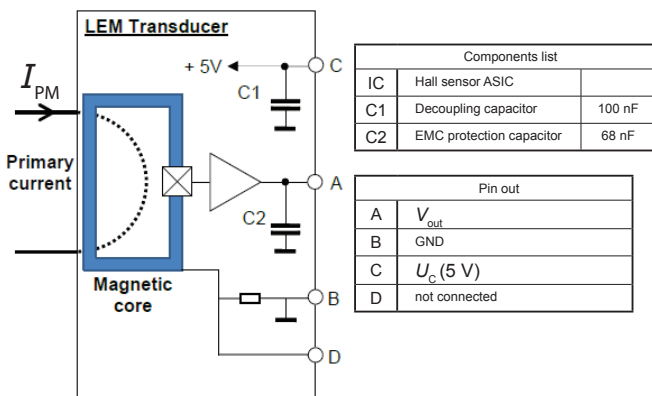 LEM Transducer
+ 5V
C
C1
I PM
Primary
current
A
C2
Magnetic
core
B
D
Components list
IC Hall sensor ASIC
C1 Decoupling capacitor 100 nF
C2 EMC protection capacitor 68 nF
Pin out
A V out
B GND
C U C (5 V)
D not connected